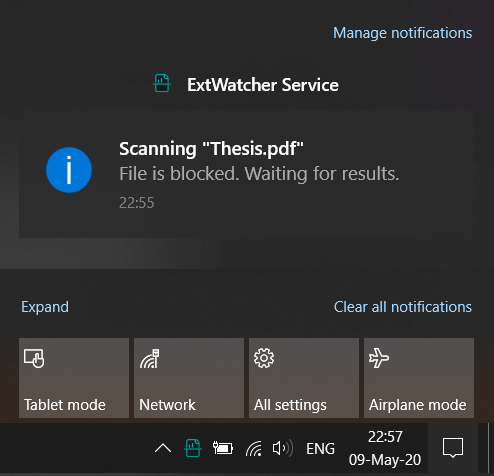 Manage notifications
ExtWatcher Service
Scanning "Thesis.pdf"
File is blocked. Waiting for results.
22:55
Expand
Clear all notifications
Tablet mode
Network
All settings
Airplane mode
ENG
22:57
09-May-20